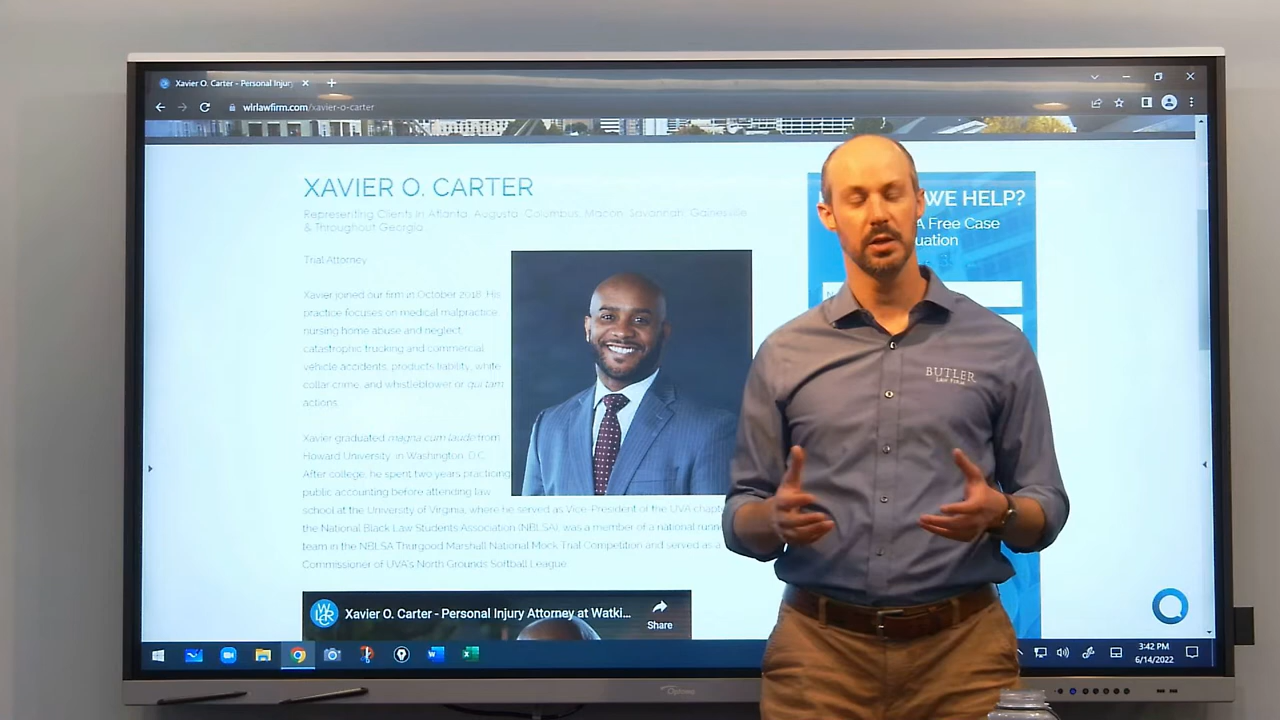 Xavier O. Carter - Personal Injury
wlrlawfirm.com/xavier-o-carter
XAVIER O. CARTER
Representing Clients in Atlanta, Augusta, Columbus, Macon, Savannah, Gainesville,
& Throughout Georgia
Trial Attorney
Xavier joined our firm in October 2018. His
practice focuses on medical malpractice,
nursing home abuse and neglect,
catastrophic trucking and commercial
vehicle accidents, products liability, white
collar crime, and whistleblower or qui tam
actions.
Xavier graduated magna cum laude from
Howard University, in Washington, D.C.
After college, he spent two years practicing
public accounting before attending law
school at the University of Virginia, where he served as Vice-President of the UVA
the National Black Law Students Association (NBLSA), was a member of a national
team in the NBLSA Thurgood Marshall National Mock Trial Competition and served as a
Commissioner of UVA's North Grounds Softball League.
WE HELP?
A Free Case
BUTLER
LAW FIRM
WLRC
Xavier O. Carter - Personal Injury Attorney at Watki...
Share
3:42 PM
6/14/2022
Optoma